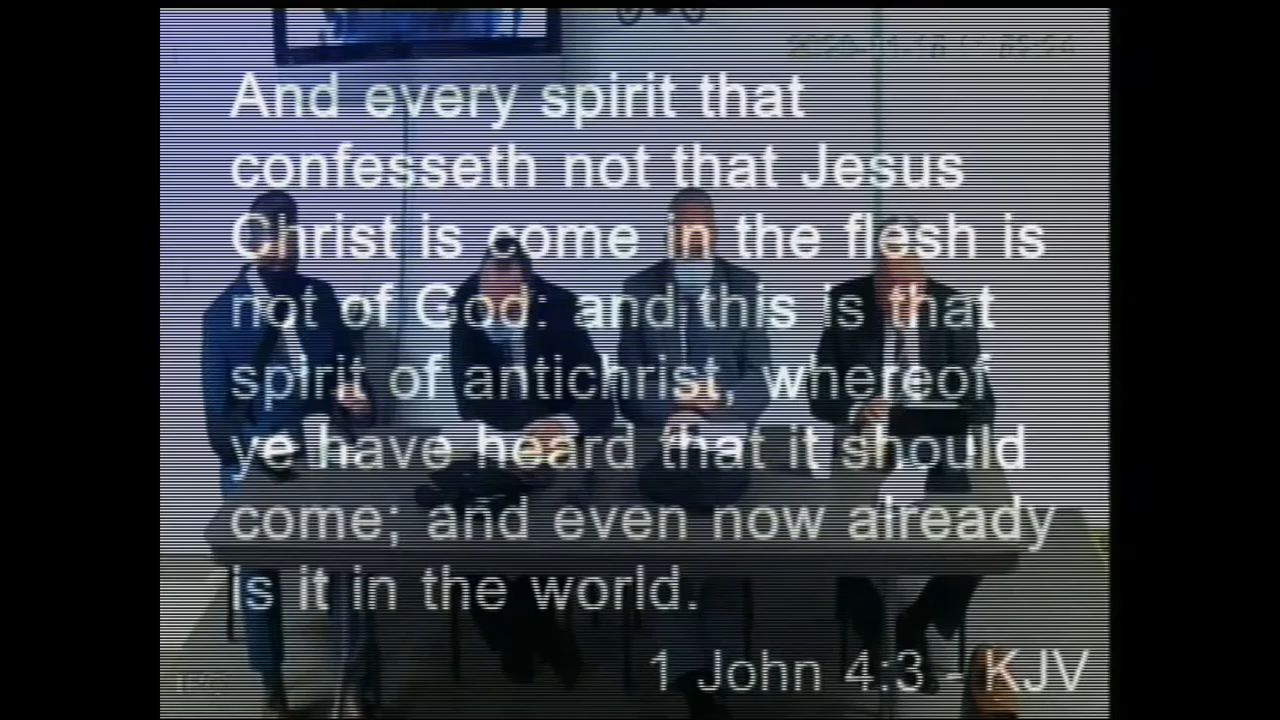 And every spirit that
confesseth not that Jesus
Christ is come in the flesh is
not of God: and this is that
spirit of antichrist, whereof
ye have heard that it should
come; and even now already
is it in the world.
1 John 4:3 - KJV